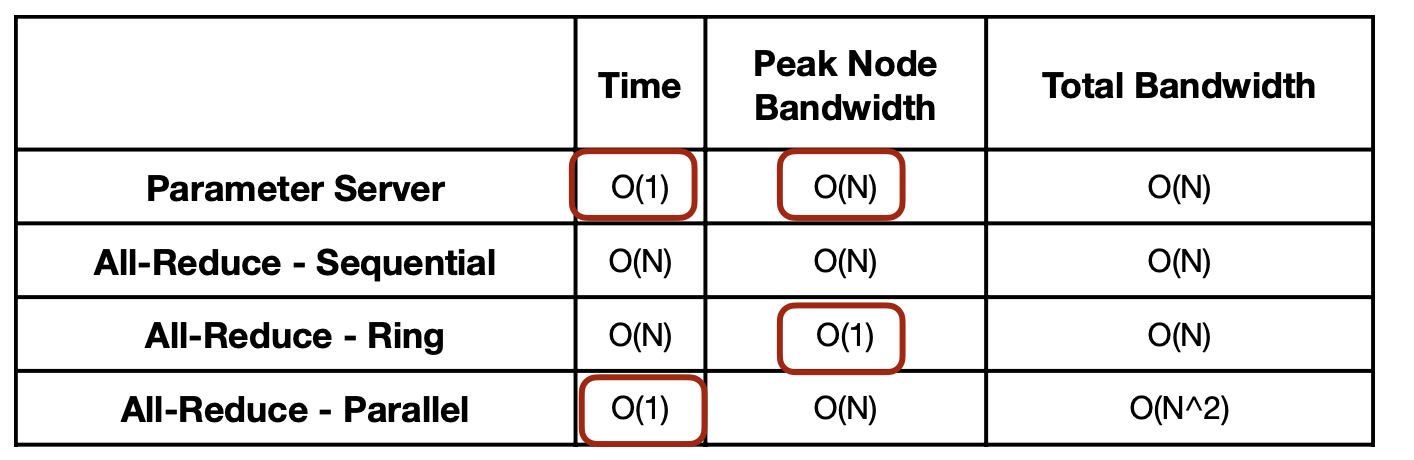 Time
Peak Node
Bandwidth
Total Bandwidth
Parameter Server O(1) O(N) O(N)
All-Reduce - Sequential O(N) O(N) O(N)
All-Reduce - Ring O(N) O(1) O(N)
All-Reduce - Parallel O(1) O(N) O(N^2)